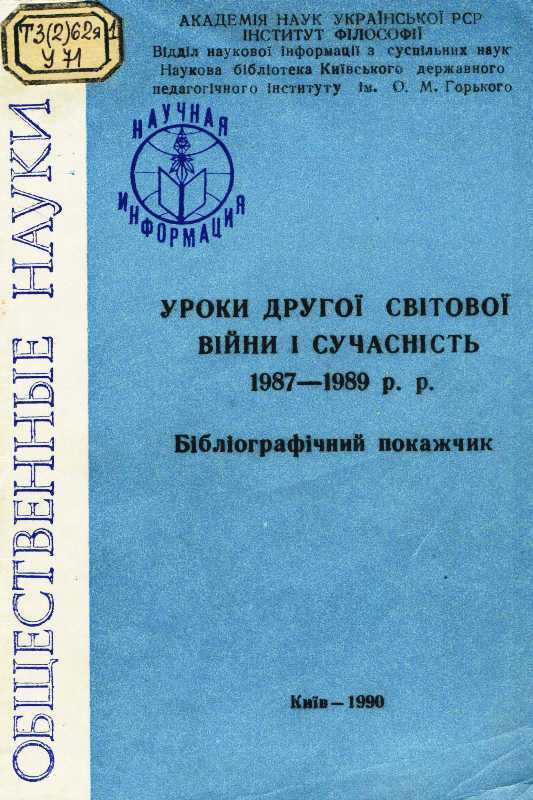 Т3(2)62я1
У 71
АКАДЕМІЯ НАУК УКРАЇНСЬКОЇ РСР
ІНСТИТУТ ФІЛОСОФІЇ
Відділ наукової інформації з суспільних наук
Наукова бібліотека Київського державного
педагогічного інституту ім. О. М. Горького
НАУЧНАЯ
ИНФОРМАЦИЯ
ОБЩЕСТВЕННЫЕ НАУКИ
УРОКИ ДРУГОЇ СВІТОВОЇ
ВІЙНИ І СУЧАСНІСТЬ
1987—1989 р. р.
Бібліографічний покажчик
Київ — 1990